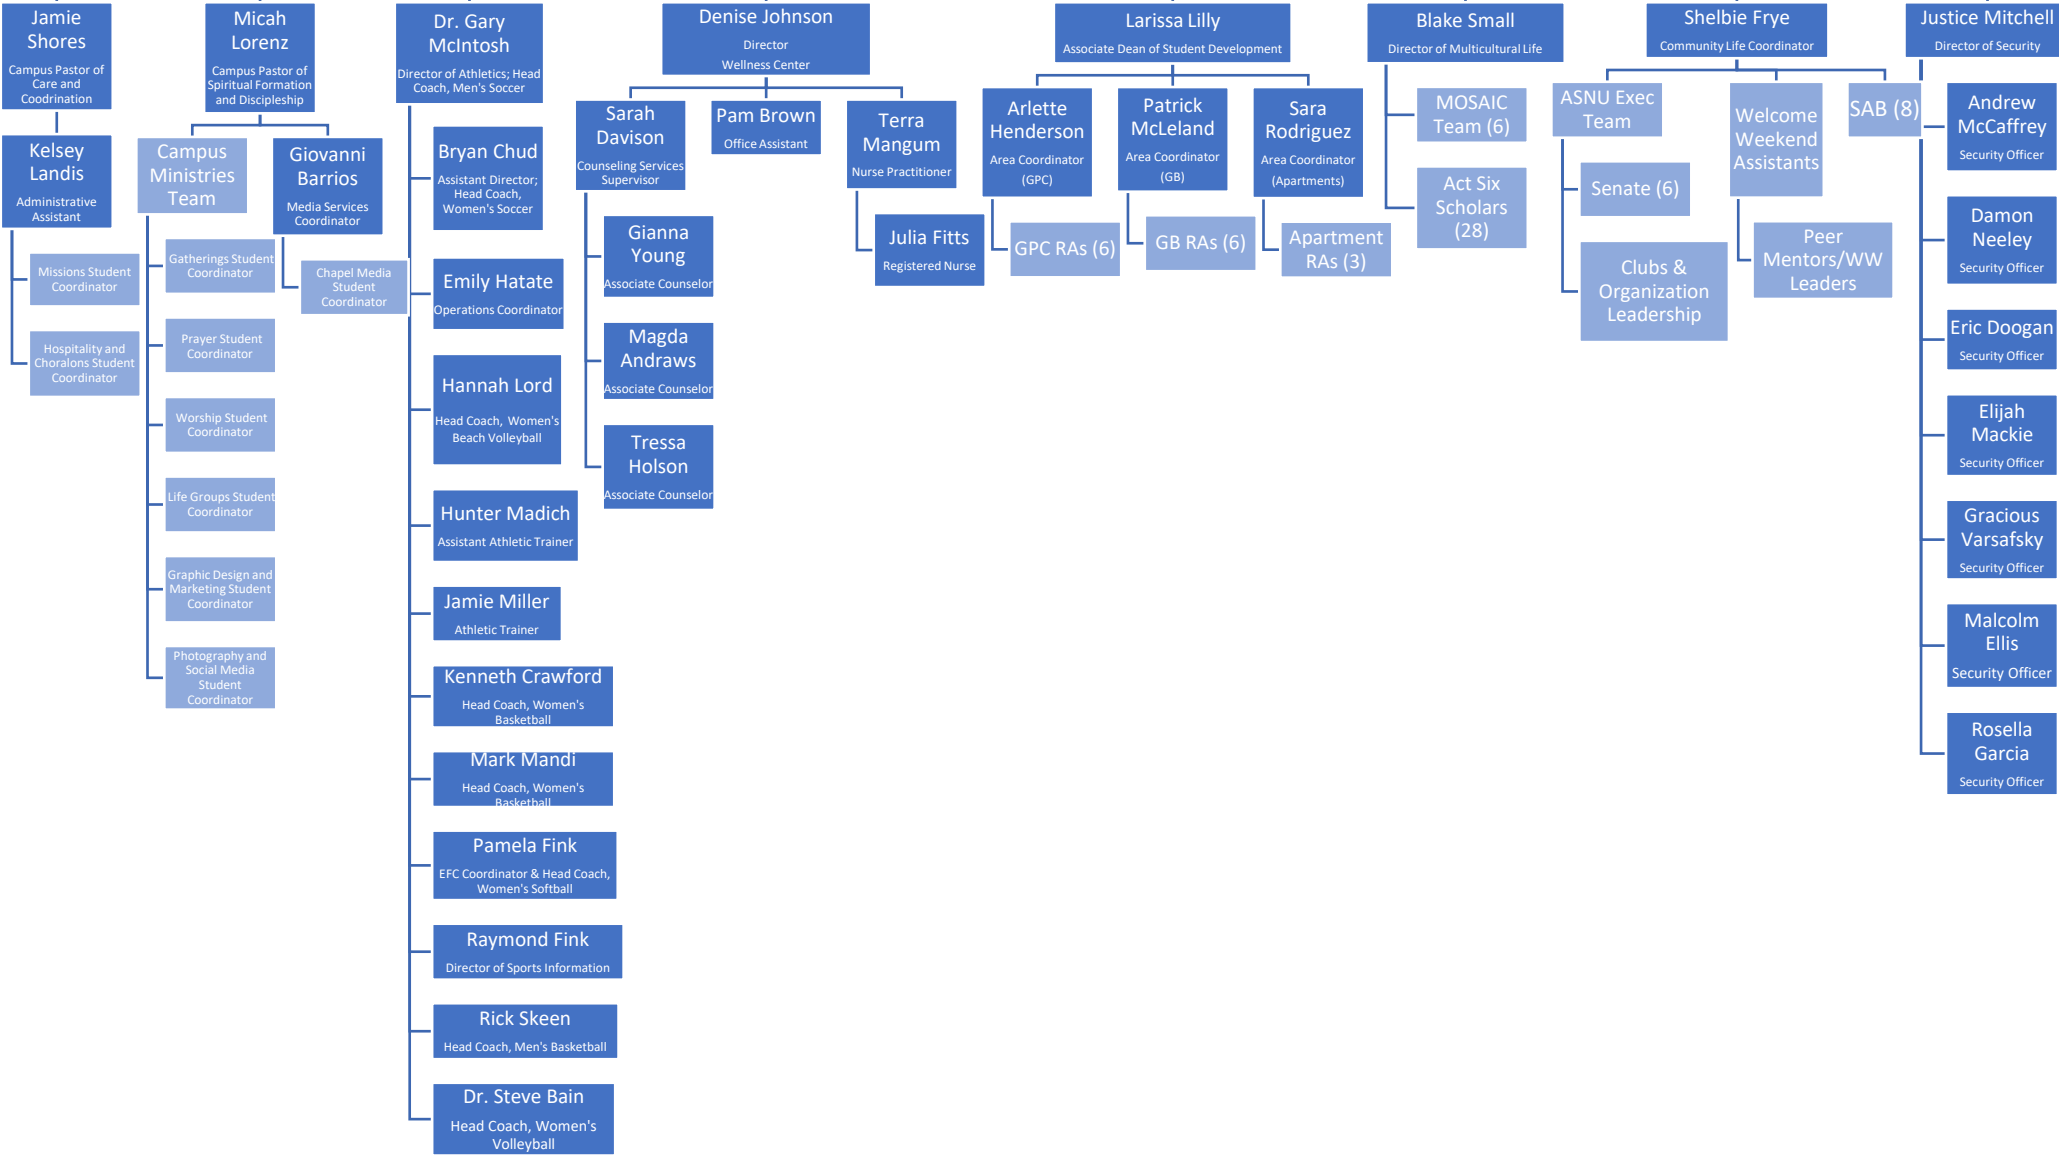 Jamie
Shores
Campus Pastor of
Care and
Coodrination
Kelsey
Landis
Administrative
Assistant
Missions Student
Coordinator
Hospitality and
Choralons Student
Coordinator
Micah
Lorenz
Campus Pastor of
Spiritual Formation
and Discipleship
Campus
Ministries
Team
Gatherings Student
Coordinator
Prayer Student
Coordinator
Worship Student
Coordinator
Life Groups Student
Coordinator
Graphic Design and
Marketing Student
Coordinator
Photography and
Social Media
Student
Coordinator
Giovanni
Barrios
Media Services
Coordinator
Chapel Media
Student
Coordinator
Dr. Gary
McIntosh
Director of Athletics; Head
Coach, Men's Soccer
Bryan Chud
Assistant Director;
Head Coach,
Women's Soccer
Emily Hatate
Operations Coordinator
Hannah Lord
Head Coach, Women's
Beach Volleyball
Hunter Madich
Assistant Athletic Trainer
Jamie Miller
Athletic Trainer
Kenneth Crawford
Head Coach, Women's
Basketball
Mark Mandi
Head Coach, Women's
Basketball
Pamela Fink
EFC Coordinator & Head Coach,
Women's Softball
Raymond Fink
Director of Sports Information
Rick Skeen
Head Coach, Men's Basketball
Dr. Steve Bain
Head Coach, Women's
Volleyball
Denise Johnson
Director
Wellness Center
Sarah
Davison
Counseling Services
Supervisor
Gianna
Young
Associate Counselor
Magda
Andraws
Associate Counselor
Tressa
Holson
Associate Counselor
Pam Brown
Office Assistant
Terra
Mangum
Nurse Practitioner
Julia Fitts
Registered Nurse
Larissa Lilly
Associate Dean of Student Development
Arlette
Henderson
Area Coordinator
(GPC)
GPC RAs (6)
Patrick
McLeland
Area Coordinator
(GB)
GB RAs (6)
Sara
Rodriguez
Area Coordinator
(Apartments)
Apartment
RAs (3)
Blake Small
Director of Multicultural Life
MOSAIC
Team (6)
Act Six
Scholars
(28)
Shelbie Frye
Community Life Coordinator
ASNU Exec
Team
Senate (6)
Clubs &
Organization
Leadership
Welcome
Weekend
Assistants
Peer
Mentors/WW
Leaders
SAB (8)
Justice Mitchell
Director of Security
Andrew
McCaffrey
Security Officer
Damon
Neeley
Security Officer
Eric Doogan
Security Officer
Elijah
Mackie
Security Officer
Gracious
Varsafsky
Security Officer
Malcolm
Ellis
Security Officer
Rosella
Garcia
Security Officer